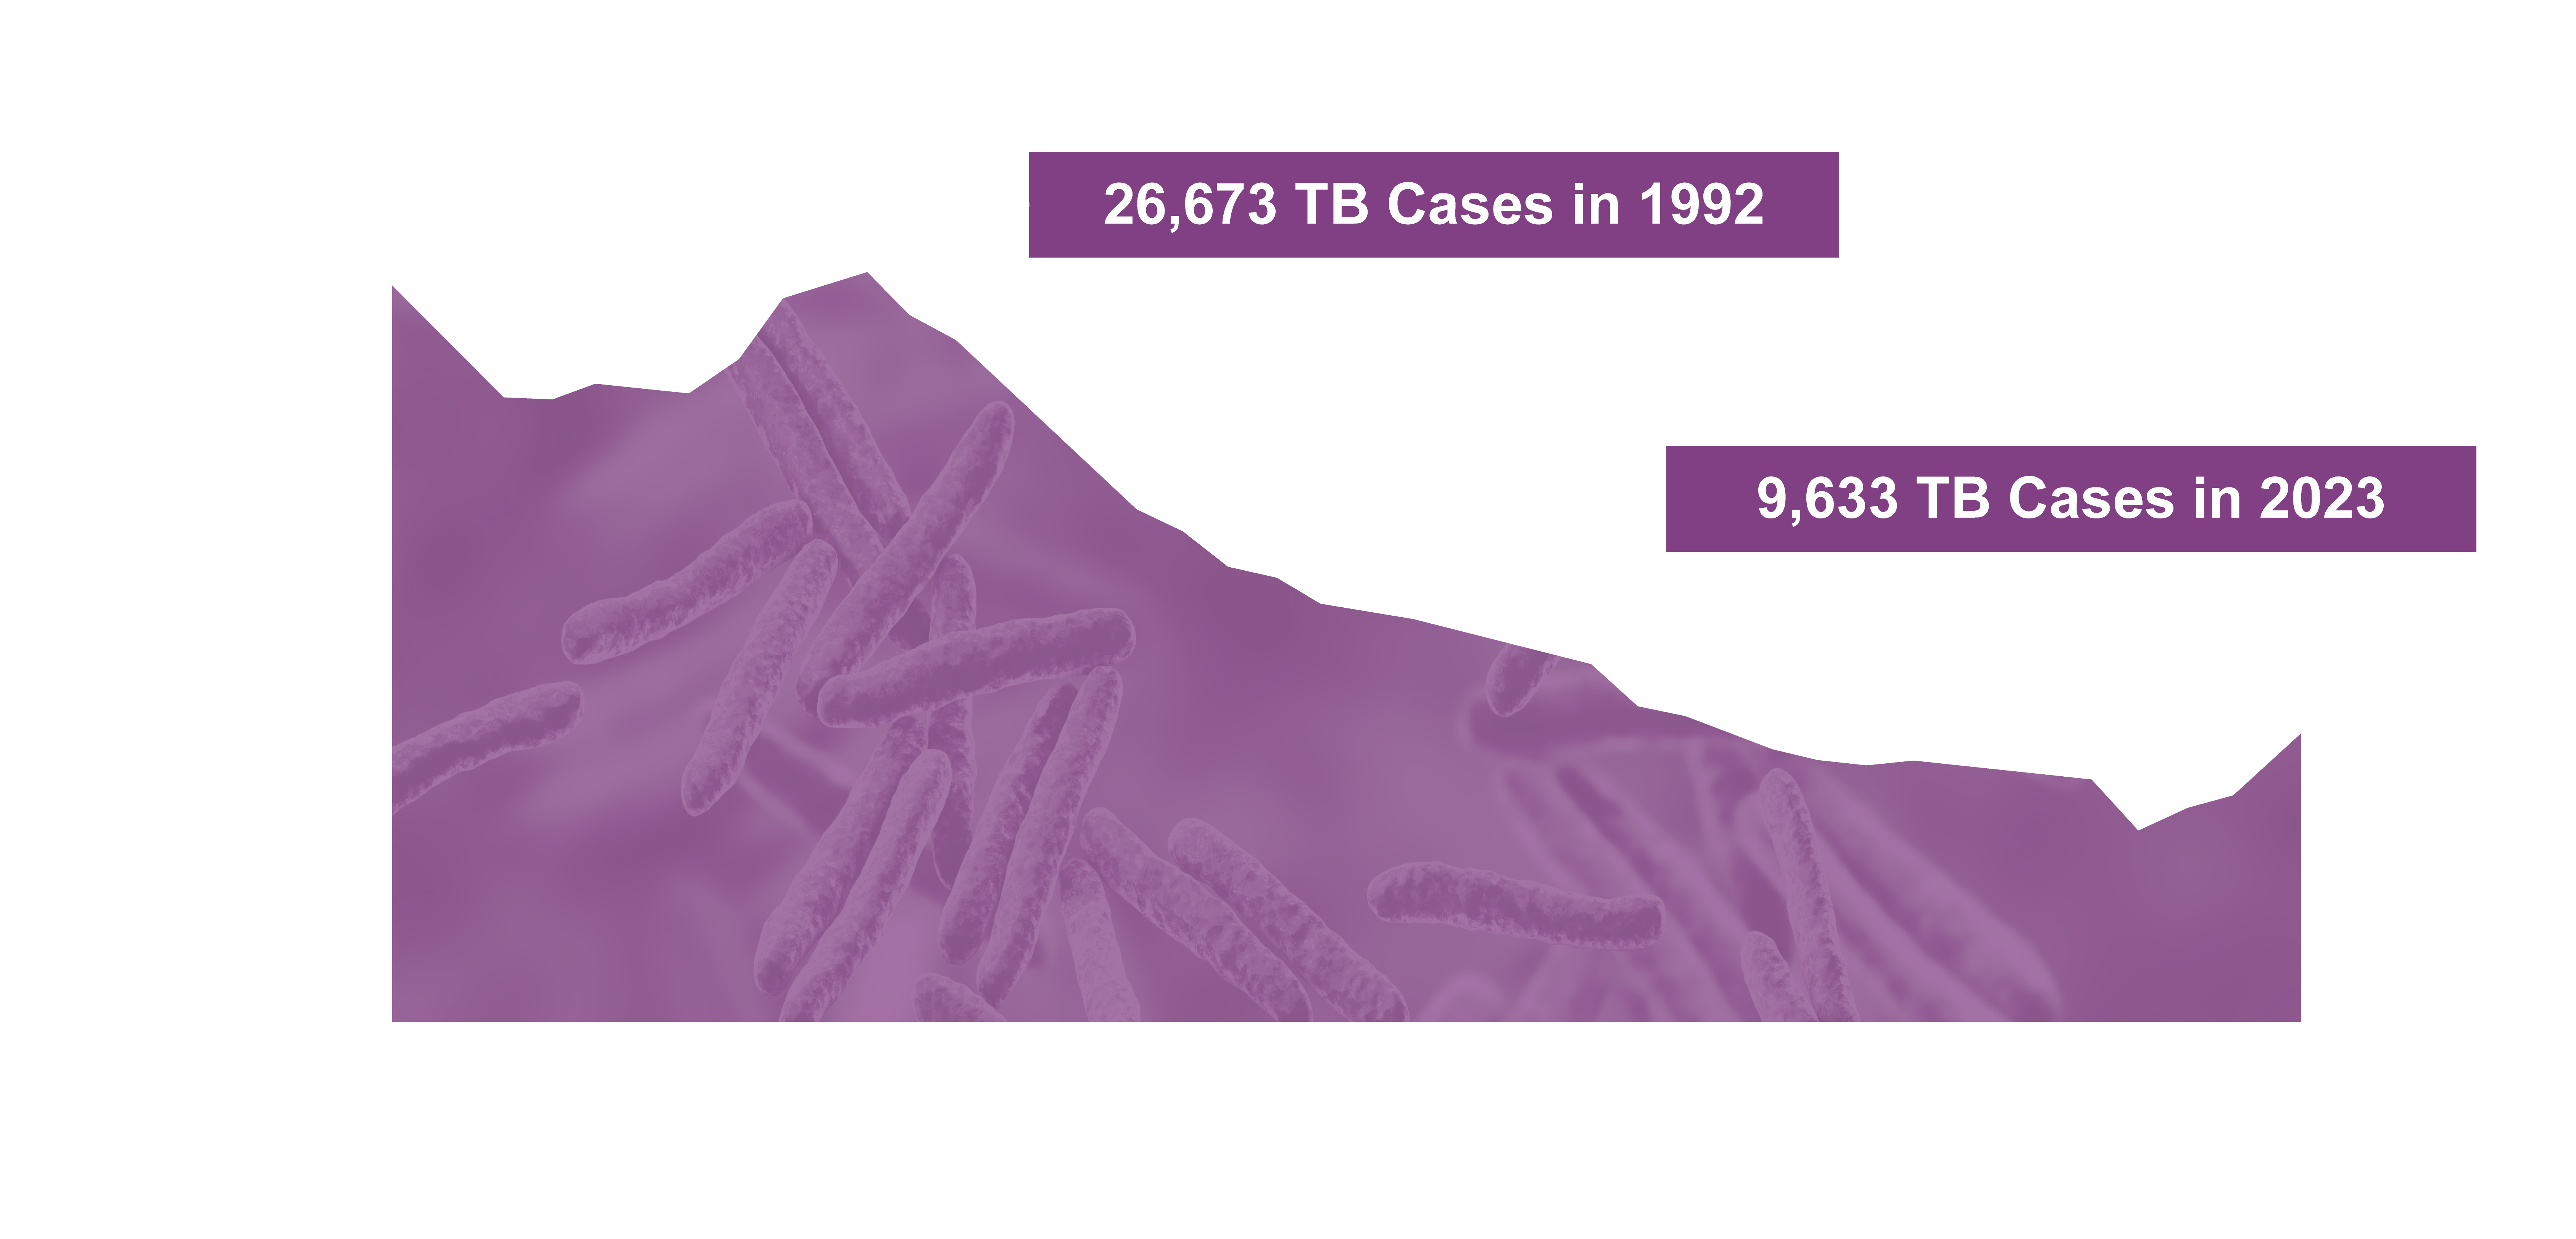 26,673 TB Cases in 1992
9,633 TB Cases in 2023